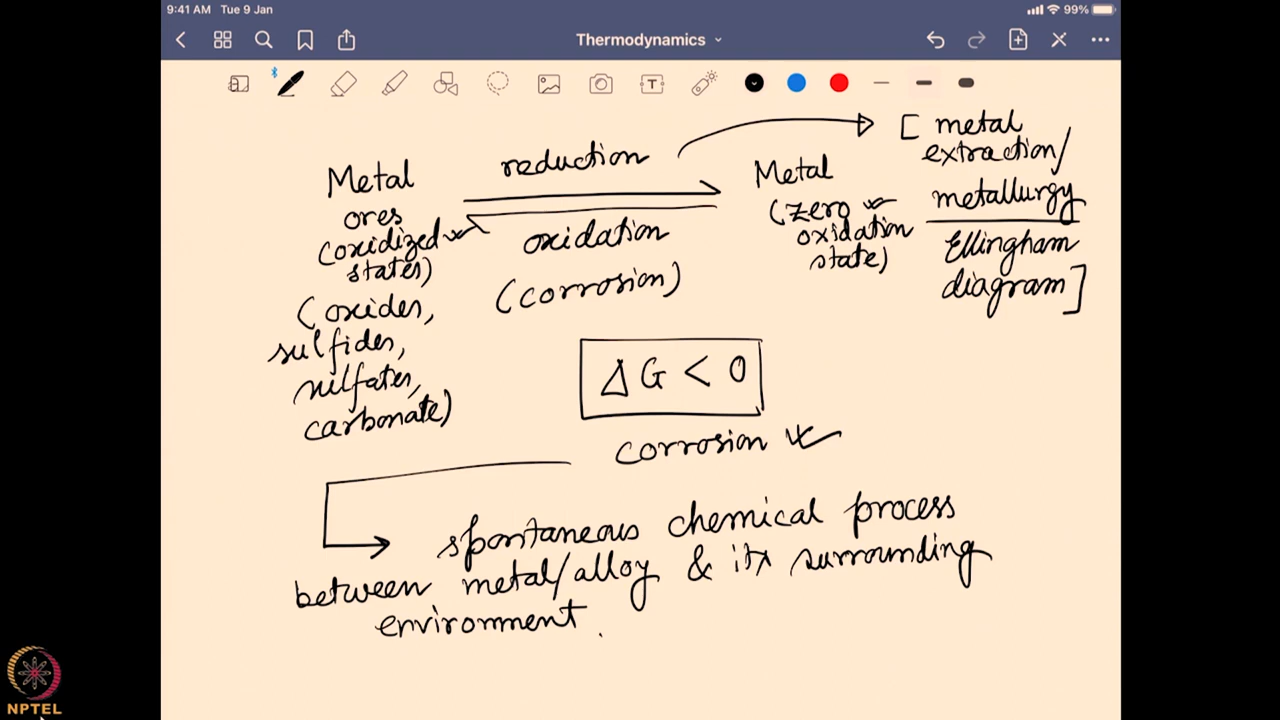 9:41 AM Tue 9 Jan
99%
Thermodynamics
T
Metal
ores
(oxidized
states)
(oxides,
sulfides,
sulfates,
carbonate)
reduction
oxidation
(corrosion)
Metal
(zero
oxidation
state)
[ metal
extraction/
metallurgy
Ellingham
diagram]
ΔG < 0
corrosion
spontaneous chemical process
between metal/alloy & its surrounding
environment.
NPTEL